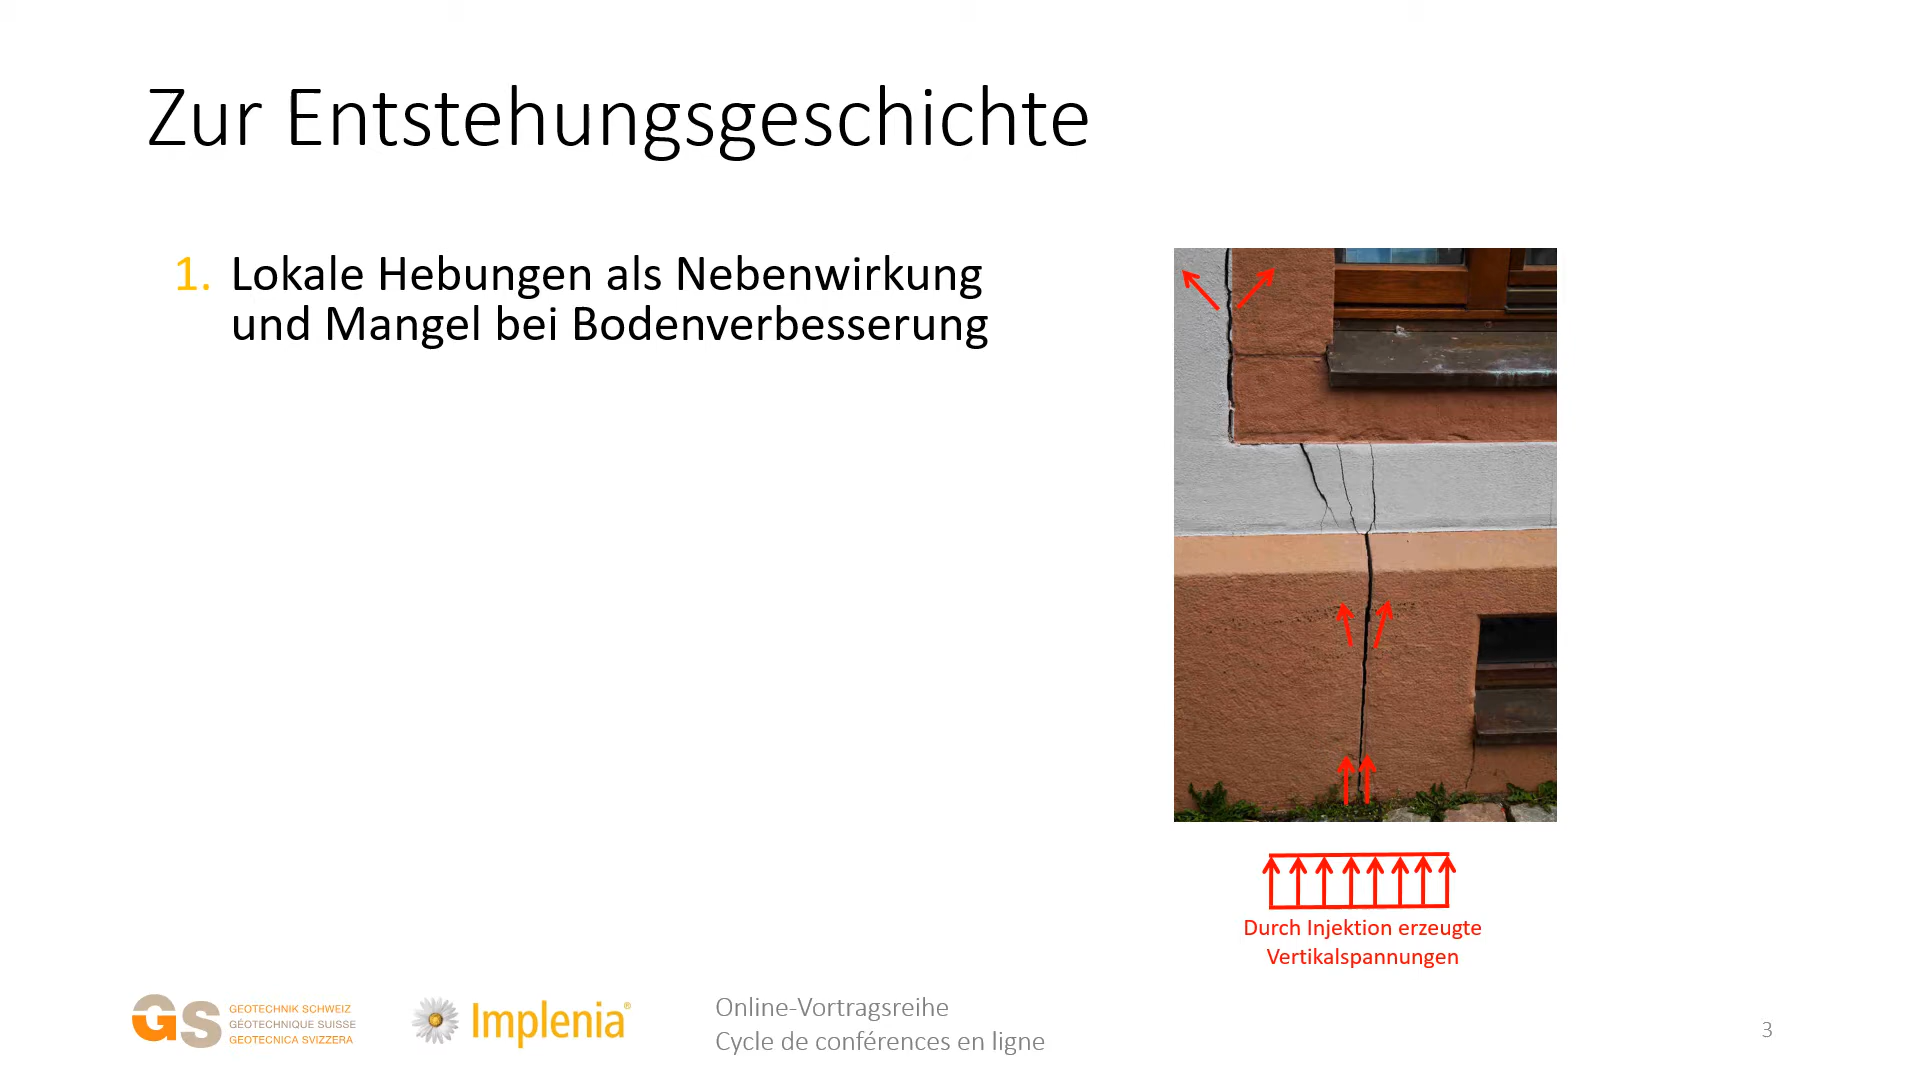 Zur Entstehungsgeschichte
1. Lokale Hebungen als Nebenwirkung
und Mangel bei Bodenverbesserung
Durch Injektion erzeugte
Vertikalspannungen
GS
GEOTECHNIK SCHWEIZ
GÉOTECHNIQUE SUISSE
GEOTECNICA SVIZZERA
Implenia®
Online-Vortragsreihe
Cycle de conférences en ligne
3